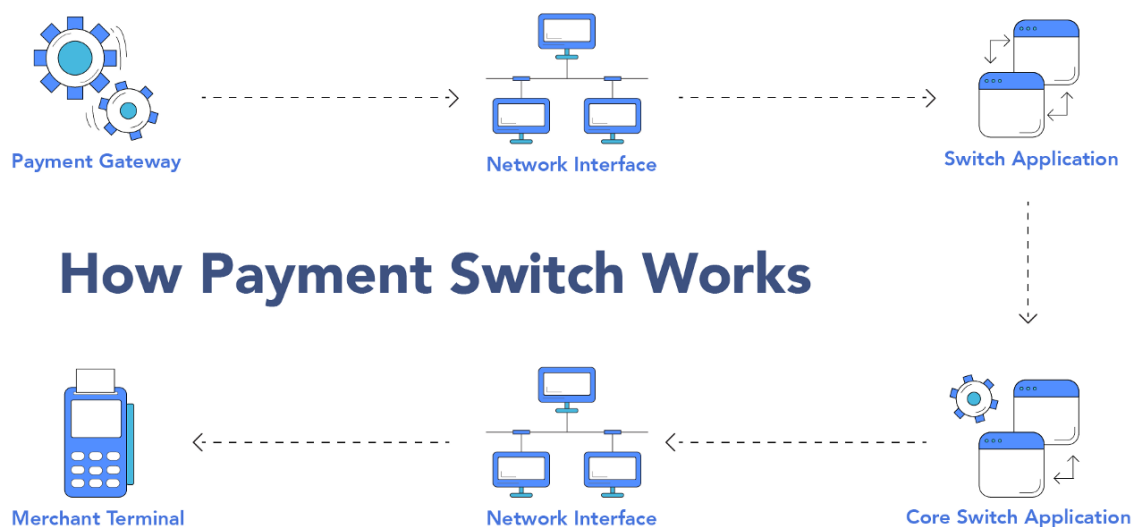 Payment Gateway
Network Interface
Switch Application
How Payment Switch Works
Merchant Terminal
Network Interface
Core Switch Application